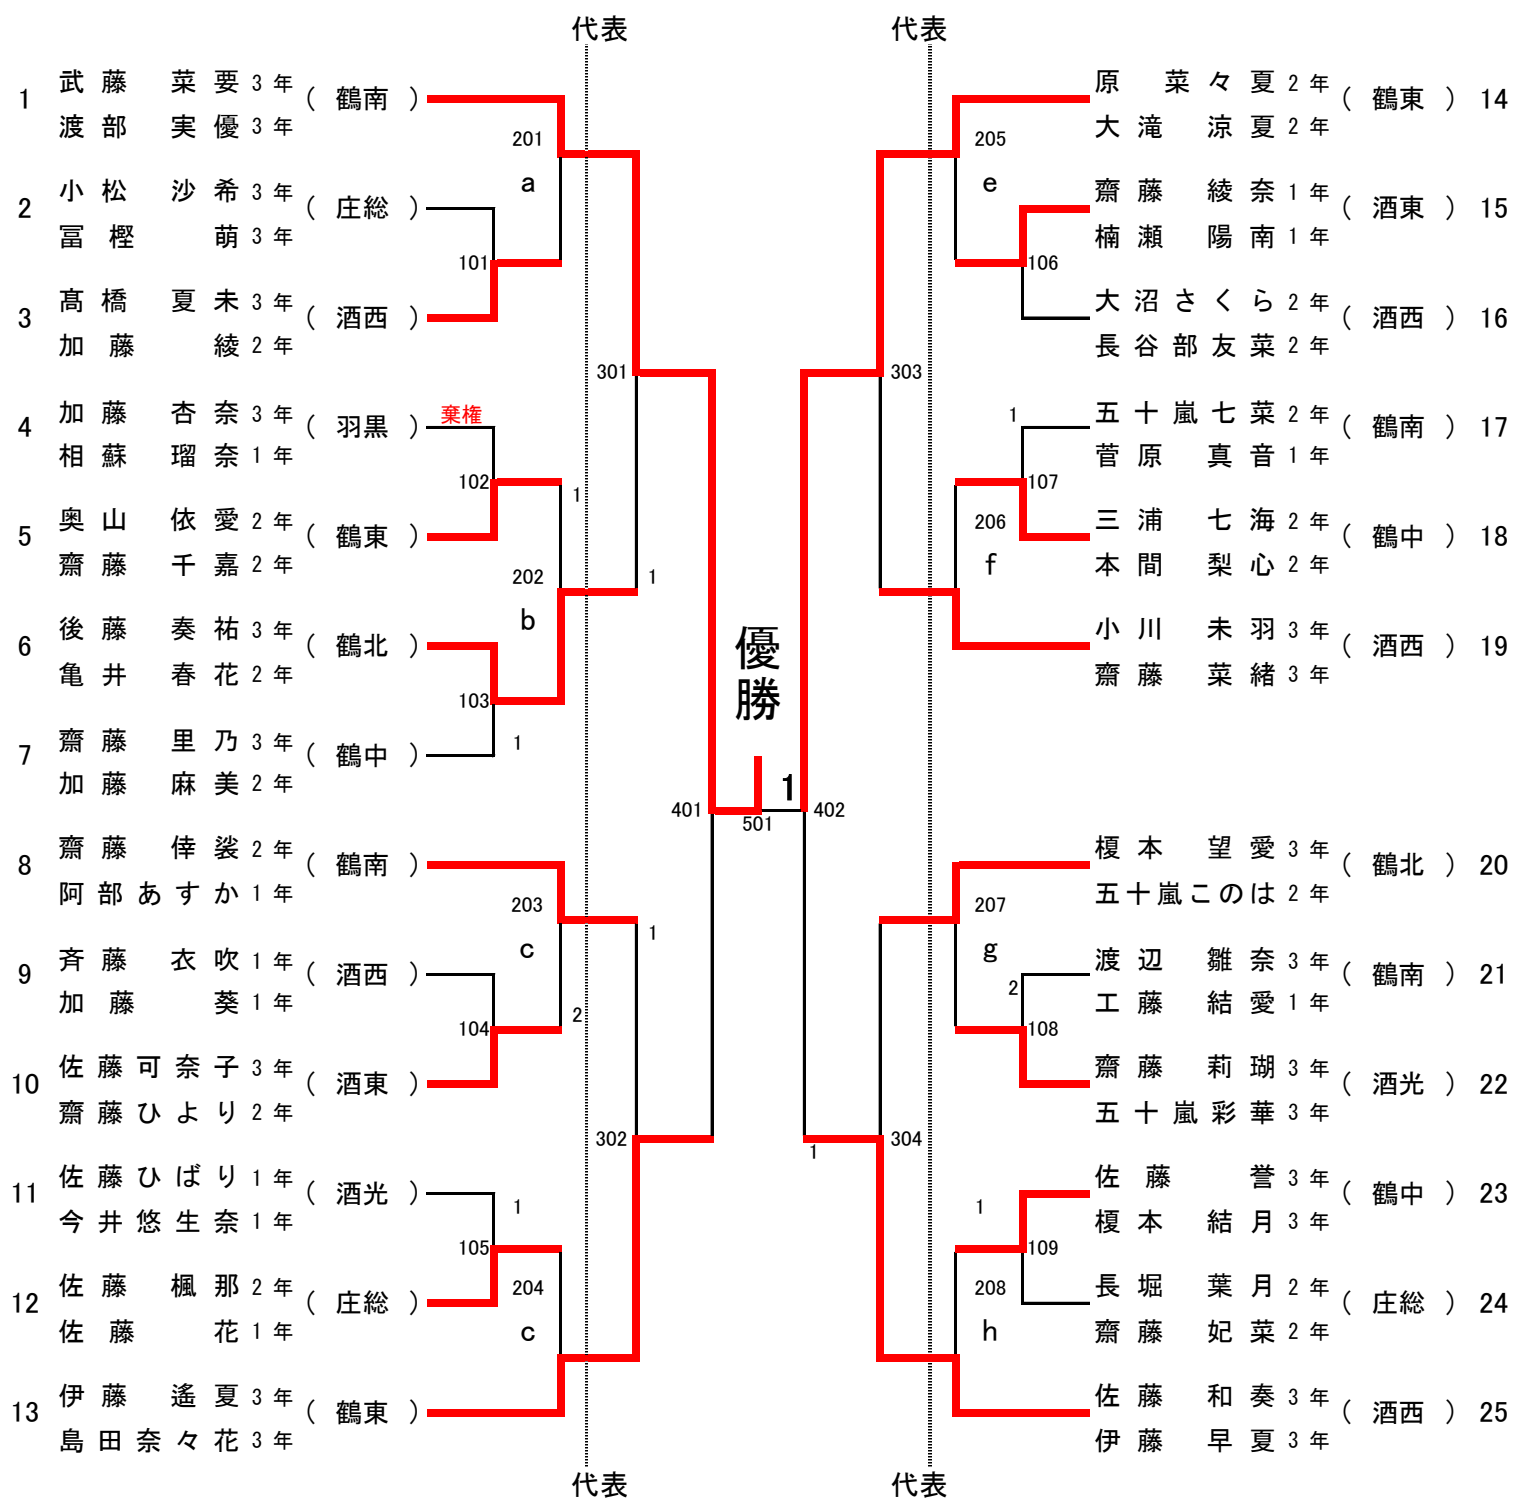 代表
代表
1 武藤 菜要 3年 ( 鶴南 )
渡部 実優 3年
2 小松 沙希 3年 ( 庄総 )
冨樫 萌 3年
3 髙橋 夏未 3年 ( 酒西 )
加藤 綾 2年
4 加藤 杏奈 3年 ( 羽黒 ) 棄権
相蘇 瑠奈 1年
5 奥山 依愛 2年 ( 鶴東 )
齋藤 千嘉 2年
6 後藤 奏祐 3年 ( 鶴北 )
亀井 春花 2年
7 齋藤 里乃 3年 ( 鶴中 )
加藤 麻美 2年
8 齋藤 倖裟 2年 ( 鶴南 )
阿部あすか 1年
9 斉藤 衣吹 1年 ( 酒西 )
加藤 葵 1年
10 佐藤可奈子 3年 ( 酒東 )
齋藤ひより 2年
11 佐藤ひばり 1年 ( 酒光 )
今井悠生奈 1年
12 佐藤 楓那 2年 ( 庄総 )
佐藤 花 1年
13 伊藤 遙夏 3年 ( 鶴東 )
島田奈々花 3年
201
a
101
301
102
1
202
b
1
103
1
203
c
1
2
104
302
1
105
204
c
優勝
1
401
501
402
205
e
106
303
1
107
206
f
207
g
2
108
304
1
1
109
208
h
原 菜々夏 2年 ( 鶴東 ) 14
大滝 涼夏 2年
齋藤 綾奈 1年 ( 酒東 ) 15
楠瀬 陽南 1年
大沼さくら 2年 ( 酒西 ) 16
長谷部友菜 2年
五十嵐七菜 2年 ( 鶴南 ) 17
菅原 真音 1年
三浦 七海 2年 ( 鶴中 ) 18
本間 梨心 2年
小川 未羽 3年 ( 酒西 ) 19
齋藤 菜緒 3年
榎本 望愛 3年 ( 鶴北 ) 20
五十嵐このは 2年
渡辺 雛奈 3年 ( 鶴南 ) 21
工藤 結愛 1年
齋藤 莉瑚 3年 ( 酒光 ) 22
五十嵐彩華 3年
佐藤 誉 3年 ( 鶴中 ) 23
榎本 結月 3年
長堀 葉月 2年 ( 庄総 ) 24
齋藤 妃菜 2年
佐藤 和奏 3年 ( 酒西 ) 25
伊藤 早夏 3年
代表
代表